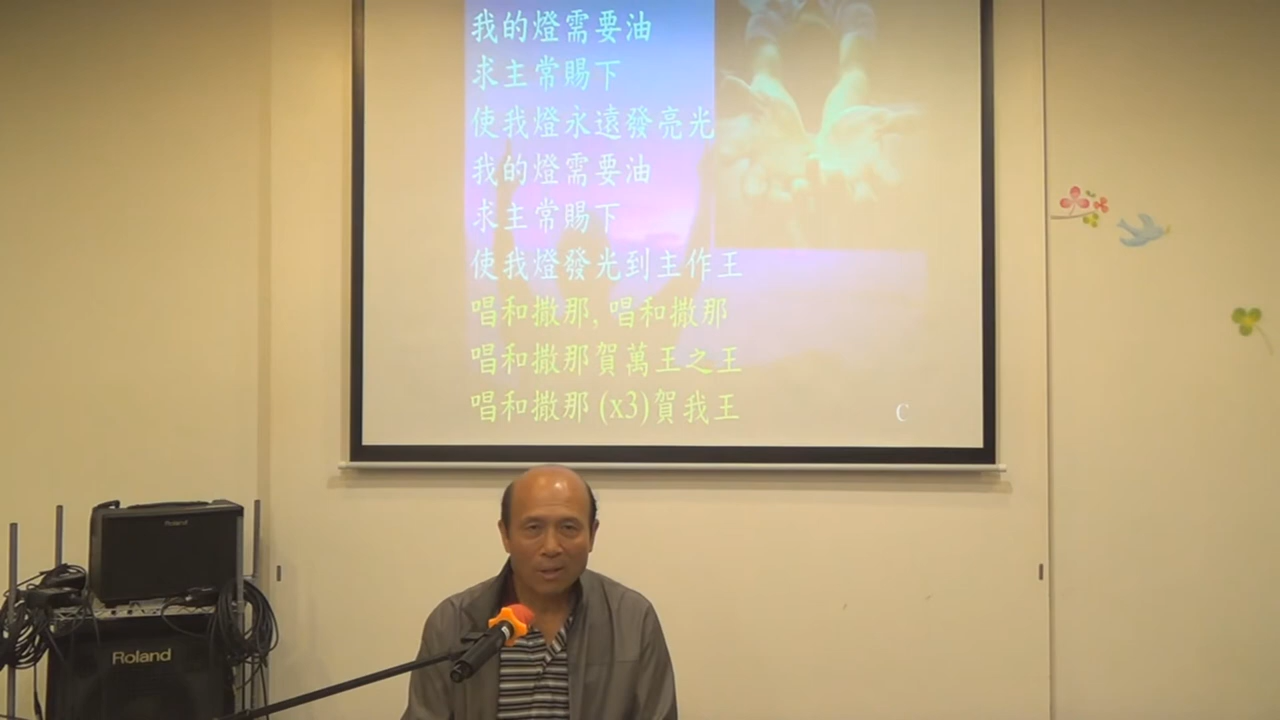 我的燈需要油
求主常賜下
使我燈永遠發亮光
我的燈需要油
求主常賜下
使我燈發光到主作王
唱和撒那, 唱和撒那
唱和撒那賀萬王之王
唱和撒那 (x3)賀我王
C
Roland
Roland